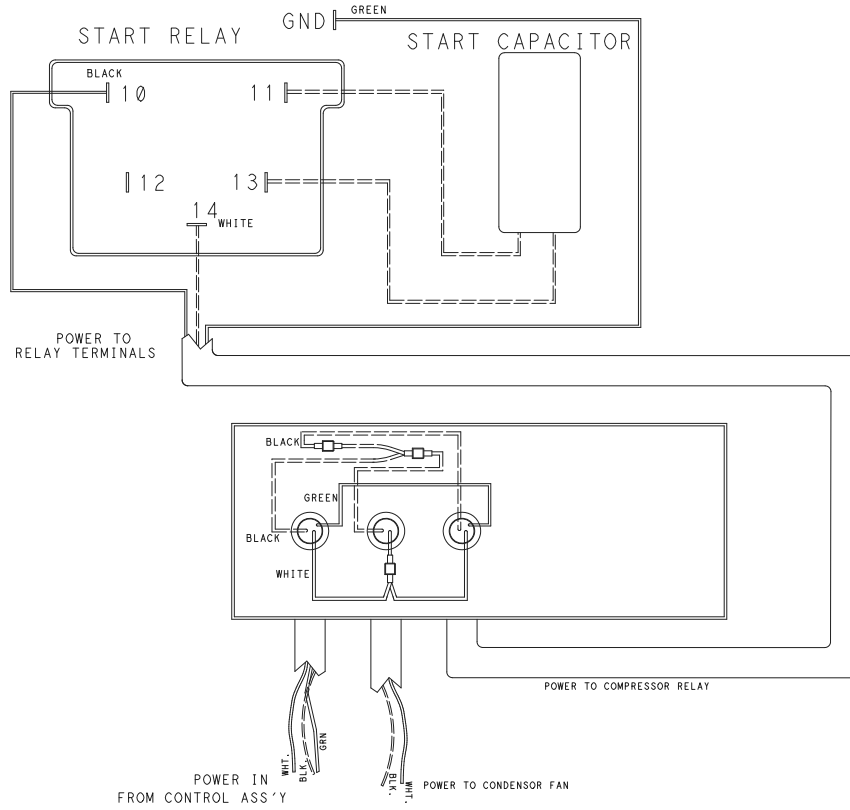 GND
GREEN
START RELAY
START CAPACITOR
BLACK
10
11
12
13
14
WHITE
POWER TO
RELAY TERMINALS
BLACK
GREEN
BLACK
WHITE
POWER TO COMPRESSOR RELAY
WHT.
BLK.
GRN
BLK.
WHT.
POWER IN
FROM CONTROL ASS'Y
POWER TO CONDENSOR FAN